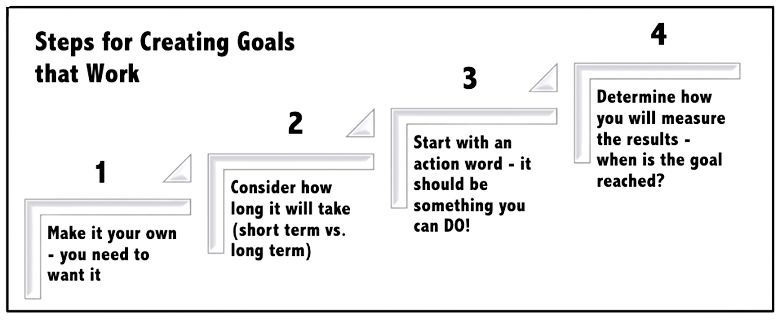 Steps for Creating Goals
that Work
1
Make it your own
- you need to
want it
2
Consider how
long it will take
(short term vs.
long term)
3
Start with an
action word - it
should be
something you
can DO!
4
Determine how
you will measure
the results -
when is the goal
reached?